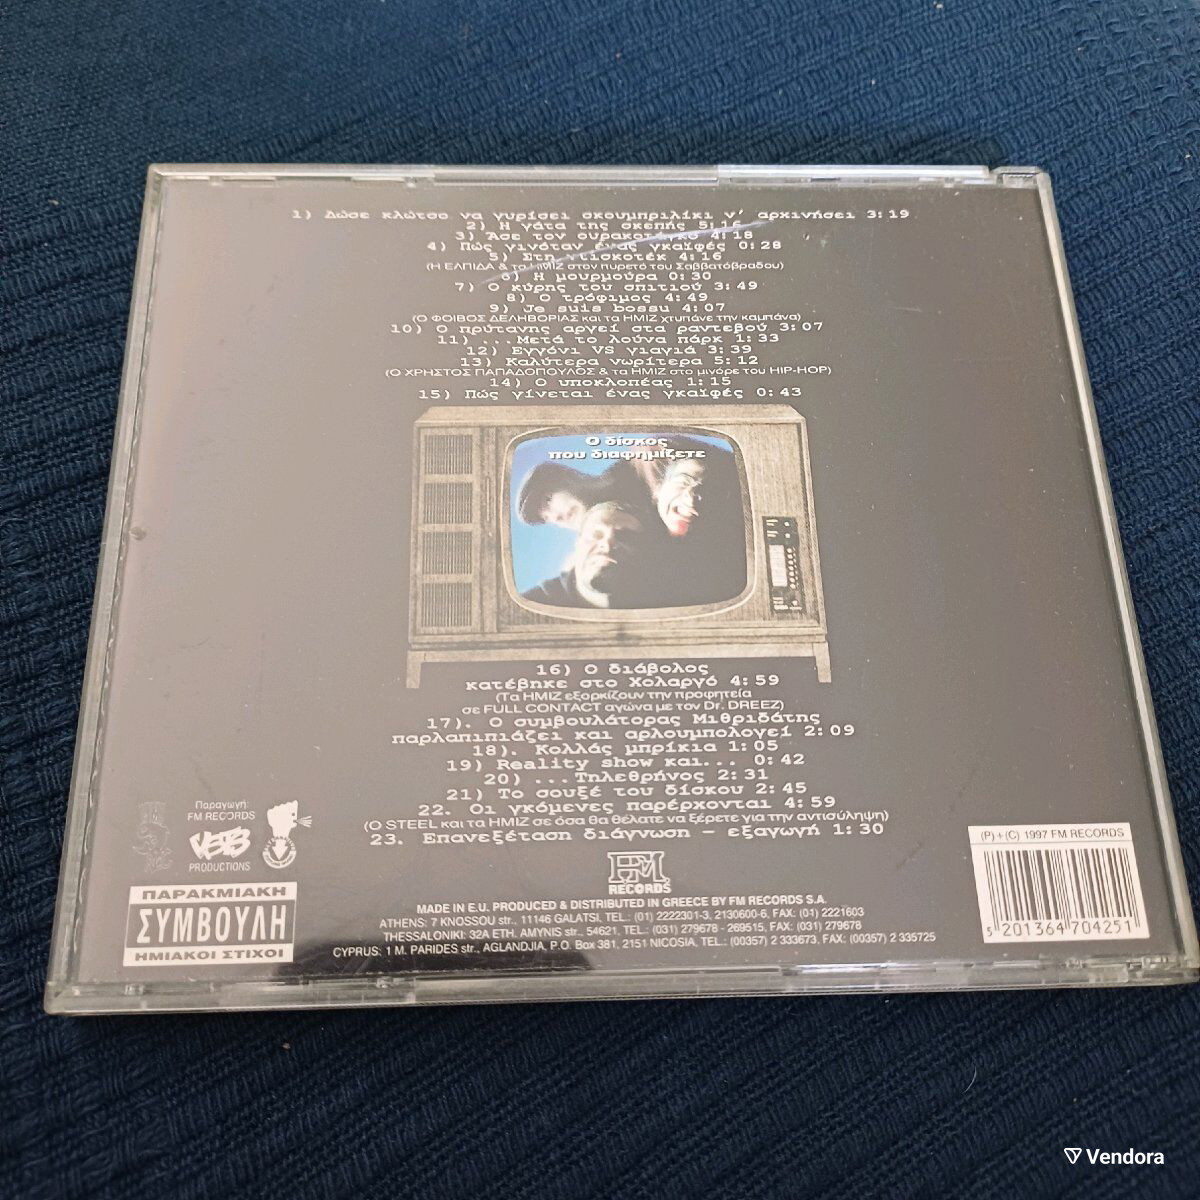 1) Δώσε κλώτσο να γυρίσει σκουμπριλίκι ν' αρχινήσει 3:19
2) Η γάτα της σκεπής 5:16
3) Άσε τον ουρακοτάγκο 4:18
4) Πώς γινόταν ένας γκαϊφές 0:28
5) Στη ντισκοτέκ 4:16
(Η ΕΛΠΙΔΑ & τα ΗΜΙΖ στον πυρετό του Σαββατόβραδου)
6) Η μουρμούρα 0:30
7) Ο κύρης του σπιτιού 3:49
8) Ο τρόφιμος 4:49
9) Je suis bossu 4:07
(Ο ΦΟΙΒΟΣ ΔΕΛΗΒΟΡΙΑΣ και τα ΗΜΙΖ χτυπάνε την καμπάνα)
10) Ο πρύτανης αργεί στα ραντεβού 3:07
11) ...Μετά το λούνα πάρκ 1:33
12) Εγγόνι VS γιαγιά 3:39
13) Καλύτερα νωρίτερα 5:12
(Ο ΧΡΗΣΤΟΣ ΠΑΠΑΔΟΠΟΥΛΟΣ & τα ΗΜΙΖ στο μινόρε του HIP-HOP)
14) Ο υποκλοπέας 1:15
15) Πώς γίνεται ένας γκαϊφές 0:43
Ο δίσκος
που διαφημίζετε
16) Ο διάβολος
κατέβηκε στο Χολαργό 4:59
(Τα ΗΜΙΖ εξορκίζουν την προφητεία
σε FULL CONTACT αγώνα με τον Dr. DREEZ)
17). Ο συμβουλάτορας Μιθριδάτης
παρλαπιπιάζει και αρλουμπολογεί 2:09
18). Κολλάς μπρίκια 1:05
19) Reality show και... 0:42
20) ...Τηλεθρήνος 2:31
21) Το σουξέ του δίσκου 2:45
22. Οι γκόμενες παρέρχονται 4:59
(Ο STEEL και τα ΗΜΙΖ σε όσα θα θέλατε να ξέρετε για την αντισύληψη)
23. Επανεξέταση διάγνωση - εξαγωγή 1:30
Παραγωγή:
FM RECORDS
PRODUCTIONS
ΠΑΡΑΚΜΙΑΚΗ
ΣΥΜΒΟΥΛΗ
ΗΜΙΑΚΟΙ ΣΤΙΧΟΙ
FM
RECORDS
MADE IN E.U. PRODUCED & DISTRIBUTED IN GREECE BY FM RECORDS S.A.
ATHENS: 7 KNOSSOU str., 11146 GALATSI, TEL.: (01) 2222301-3, 2130600-6, FAX: (01) 2221603
THESSALONIKI: 32A ETH. AMYNIS str., 54621, TEL.: (031) 279678 - 269515, FAX: (031) 279678
CYPRUS: 1 M. PARIDES str., AGLANDJIA, P.O. Box 381, 2151 NICOSIA, TEL.: (00357) 2 333673, FAX: (00357) 2 335725
(P)+(C) 1997 FM RECORDS
5 201364 704251
Vendora